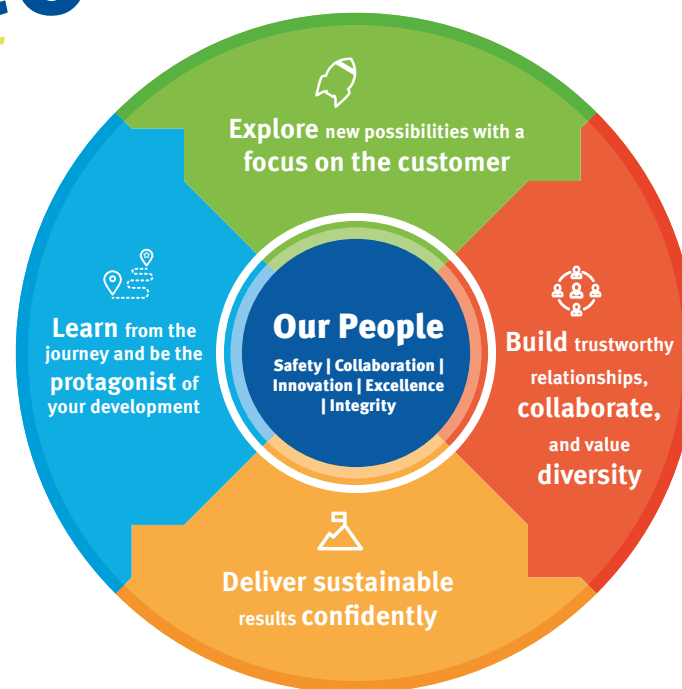 Explore new possibilities with a
focus on the customer
Learn from the
journey and be the
protagonist of
your development
Our People
Safety | Collaboration |
Innovation | Excellence
| Integrity
Build trustworthy
relationships,
collaborate,
and value
diversity
Deliver sustainable
results confidently